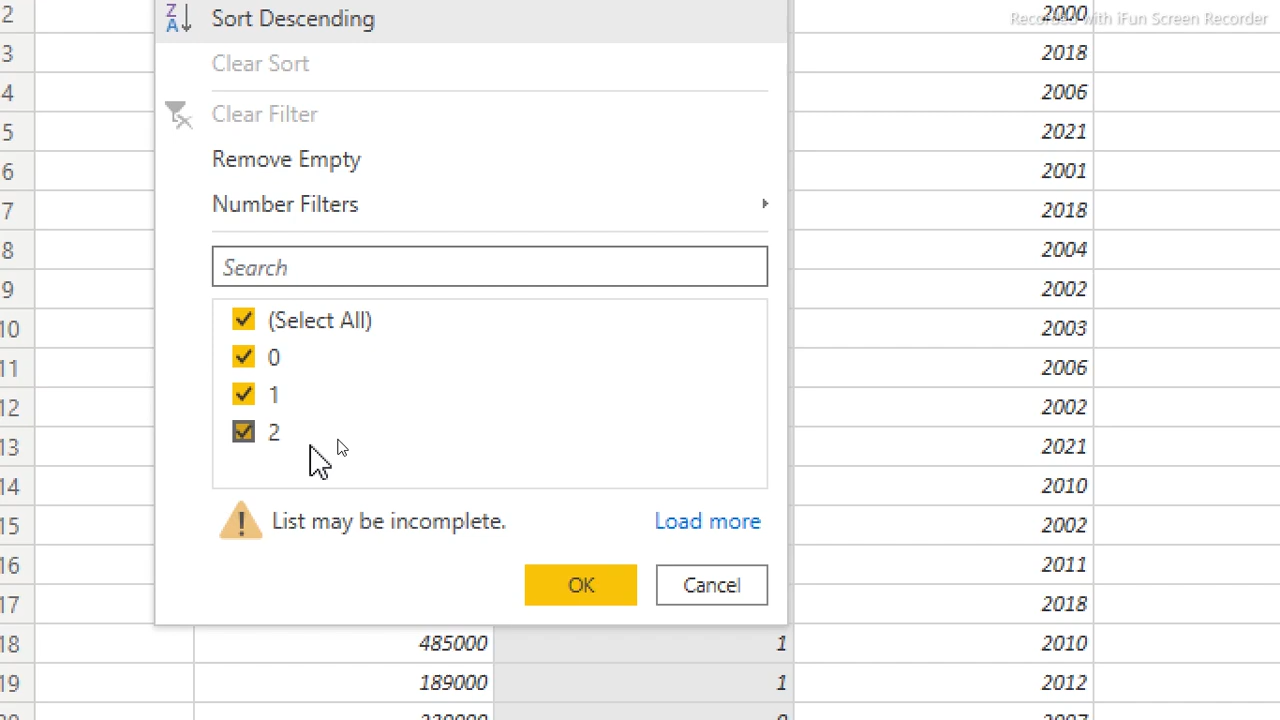 2 Sort Descending 2000 Recorded with iFun Screen Recorder
3 Clear Sort 2018
4 Clear Filter 2006
5 2021
6 Remove Empty 2001
7 Number Filters 2018
8 Search 2004
9 (Select All) 2002
10 0 2003
11 1 2006
12 2 2002
13 2021
14 2010
15 List may be incomplete. Load more 2002
16 OK Cancel 2011
17 2018
18 485000 1 2010
19 189000 1 2012